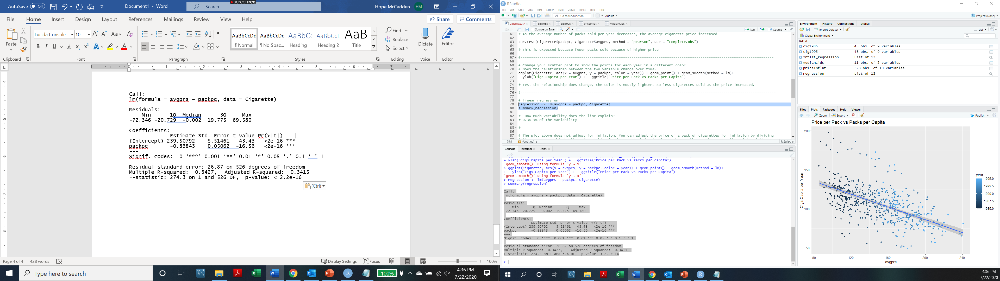 AutoSave Off
Document1 - Word
Search
screenrec
Hope McCadden HM
File Home Insert Design Layout References Mailings Review View Help
Share Comments
Paste
Clipboard
Lucida Console 10
Font
Paragraph
AaBbCcDc AaBbCcDc AaBbCc AaBbCcC AaB
¶ Normal ¶ No Spac... Heading 1 Heading 2 Title
Styles
Find
Replace
Select
Editing
Dictate
Voice
Editor
Editor
Call:
lm(formula = avgprs ~ packpc, data = Cigarette)
Residuals:
Min 1Q Median 3Q Max
-72.346 -20.729 -0.002 19.775 69.580
Coefficients:
Estimate Std. Error t value Pr(>|t|)
(Intercept) 239.50792 5.51461 43.43 <2e-16 ***
packpc -0.83843 0.05062 -16.56 <2e-16 ***
---
Signif. codes: 0 ‘***’ 0.001 ‘**’ 0.01 ‘*’ 0.05 ‘.’ 0.1 ‘ ’ 1
Residual standard error: 26.87 on 526 degrees of freedom
Multiple R-squared: 0.3427, Adjusted R-squared: 0.3415
F-statistic: 274.3 on 1 and 526 DF, p-value: < 2.2e-16
(Ctrl)
Page 4 of 4 428 words
Display Settings Focus 100%
Type here to search
100%
4:36 PM
7/22/2020
RStudio
File Edit Code View Plots Session Build Debug Profile Tools Help
Go to file/function Addins
Project: (None)
Cigarette.R* cig1985 cig1995 priceInflat MedianCids
Source on Save Run Source
61 # As the average number of packs sold per year decreases, the average cigarette price increased.
62
63 cor.test(Cigarette$packpc, Cigarette$avgprs, method = "pearson", use = "complete.obs")
64
65 # This is expected because fewer packs sold because of higher price
66
67 #---
68
69 # Change your scatter plot to show the points for each year in a different color.
70 # Does the relationship between the two variable change over time?
71 ggplot(Cigarette, aes(x = avgprs, y = packpc, color = year)) + geom_point() + geom_smooth(method = lm)+
72 ylab("Cigs Capita per Year") + ggtitle("Price per Pack vs Packs per Capita")
73
74 # Yes, the relationship does change, the color is mostly lighter. So less cigarettes sold as the price increased.
75
76 #---
77
78 # linear regression
79 regression <- lm(avgprs ~ packpc, Cigarette)
80 summary(regression)
81
82 # How much variability does the line explain?
83 # 0.3415% of the variability
84
85 #---
86
87 # The plot above does not adjust for inflation. You can adjust the price of a pack of cigarettes for inflation by dividing
79:1 (Untitled) R Script
Console Terminal Jobs
~/
+ ylab("Cigs Capita per Year") + ggtitle("Price per Pack vs Packs per Capita")
`geom_smooth()` using formula 'y ~ x'
> ggplot(Cigarette, aes(x = avgprs, y = packpc, color = year)) + geom_point() + geom_smooth(method = lm)+
+ ylab("Cigs Capita per Year") + ggtitle("Price per Pack vs Packs per Capita")
`geom_smooth()` using formula 'y ~ x'
> regression <- lm(avgprs ~ packpc, Cigarette)
> summary(regression)
Call:
lm(formula = avgprs ~ packpc, data = Cigarette)
Residuals:
Min 1Q Median 3Q Max
-72.346 -20.729 -0.002 19.775 69.580
Coefficients:
Estimate Std. Error t value Pr(>|t|)
(Intercept) 239.50792 5.51461 43.43 <2e-16 ***
packpc -0.83843 0.05062 -16.56 <2e-16 ***
---
Signif. codes: 0 ‘***’ 0.001 ‘**’ 0.01 ‘*’ 0.05 ‘.’ 0.1 ‘ ’ 1
Residual standard error: 26.87 on 526 degrees of freedom
Multiple R-squared: 0.3427, Adjusted R-squared: 0.3415
F-statistic: 274.3 on 1 and 526 DF, p-value: < 2.2e-16
>
Environment History Connections Tutorial
Import Dataset List
Global Environment
Data
cig1985 48 obs. of 9 variables
cig1995 48 obs. of 9 variables
Inflat_Regression List of 12
MedianCids 11 obs. of 2 variables
priceInflat 528 obs. of 10 variables
regression List of 12
Files Plots Packages Help Viewer
Zoom Export Publish
Price per Pack vs Packs per Capita
Cigs Capita per Year
200
150
100
50
80 120 160 200 240
avgprs
year
1995.0
1992.5
1990.0
1987.5
1985.0
4:36 PM
7/22/2020